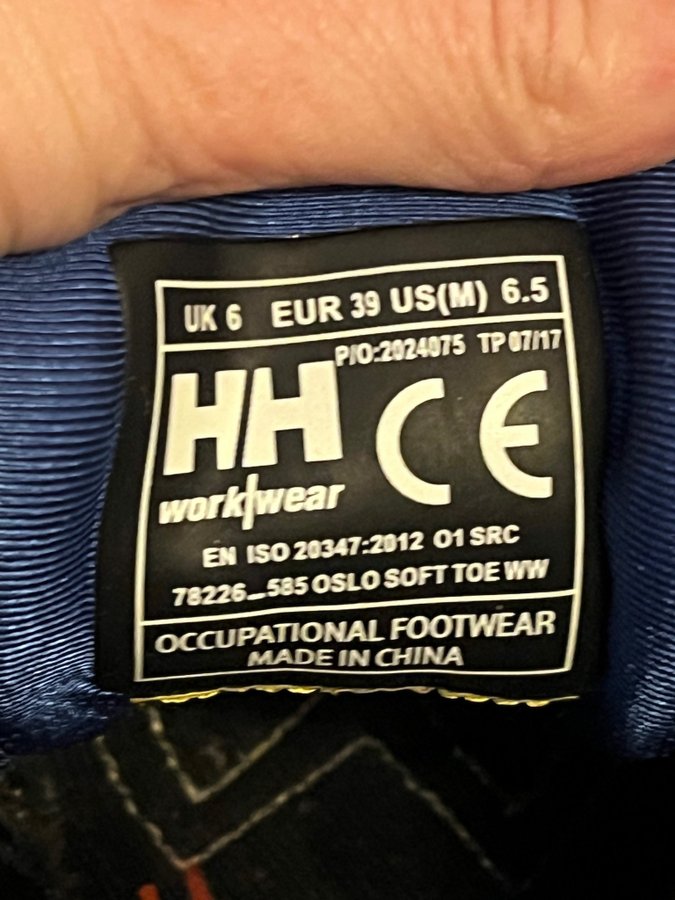 UK 6 EUR 39 US(M) 6.5
P/O:2024075 TP 07/17
HH
work/wear
CE
EN ISO 20347:2012 O1 SRC
78226_585 OSLO SOFT TOE WW
OCCUPATIONAL FOOTWEAR
MADE IN CHINA